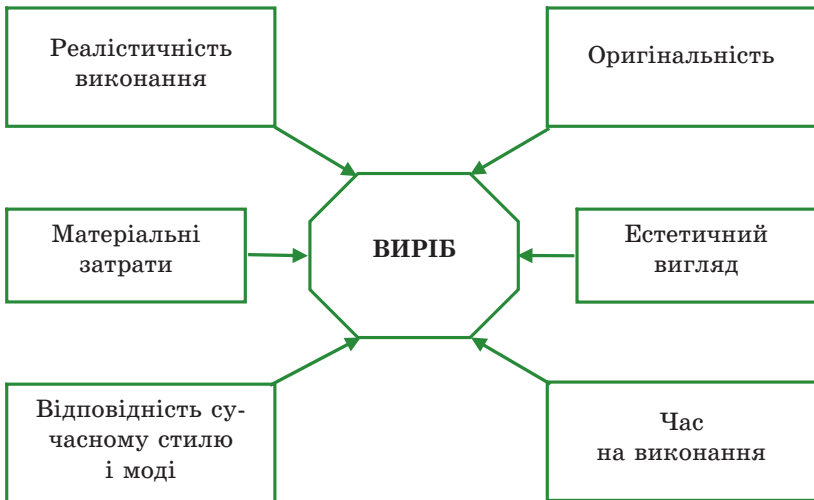 Реалістичність
виконання
Оригінальність
Матеріальні
затрати
ВИРІБ
Естетичний
вигляд
Відповідність су-
часному стилю
і моді
Час
на виконання